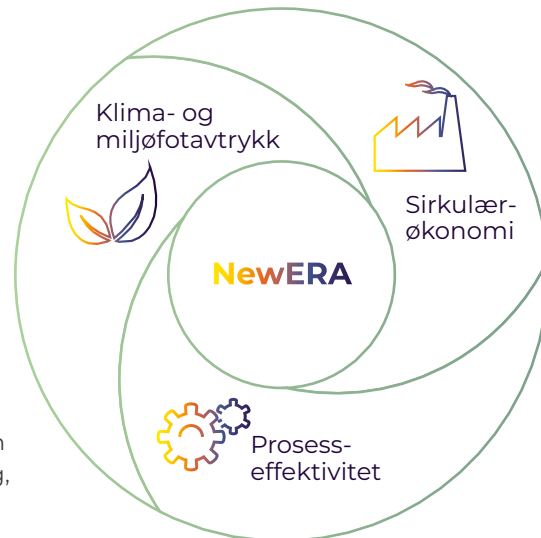 Klima- og
miljøfotavtrykk
Sirkulær-
økonomi
NewERA
Prosess-
effektivitet